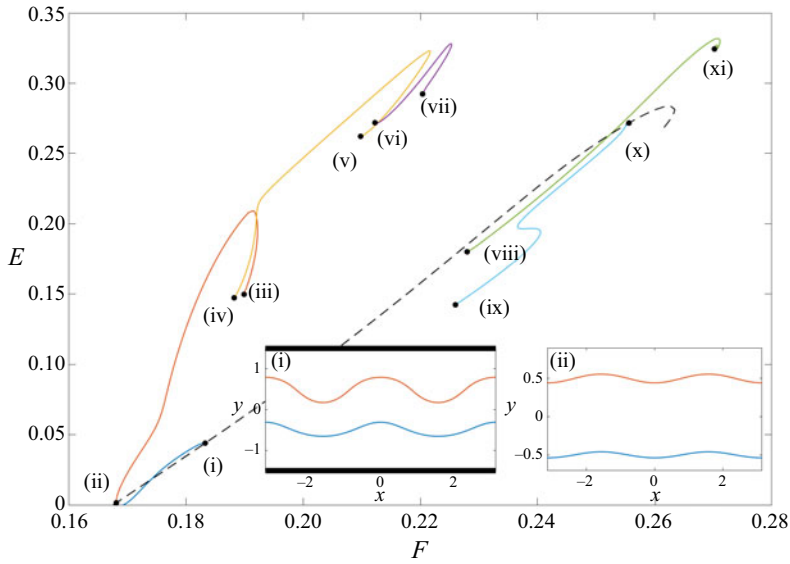 0.35
0.30
(xi)
(vii)
(vi)
0.25
(v)
(x)
0.20
E
(viii)
(iii)
0.15
(ix)
(iv)
(i)
(ii)
0.10
1
0.5
y
0
y
0
0.05
-1
-0.5
(ii)
(i)
-2
0
2
-2
0
2
x
x
0
0.16
0.18
0.20
0.22
0.24
0.26
0.28
F